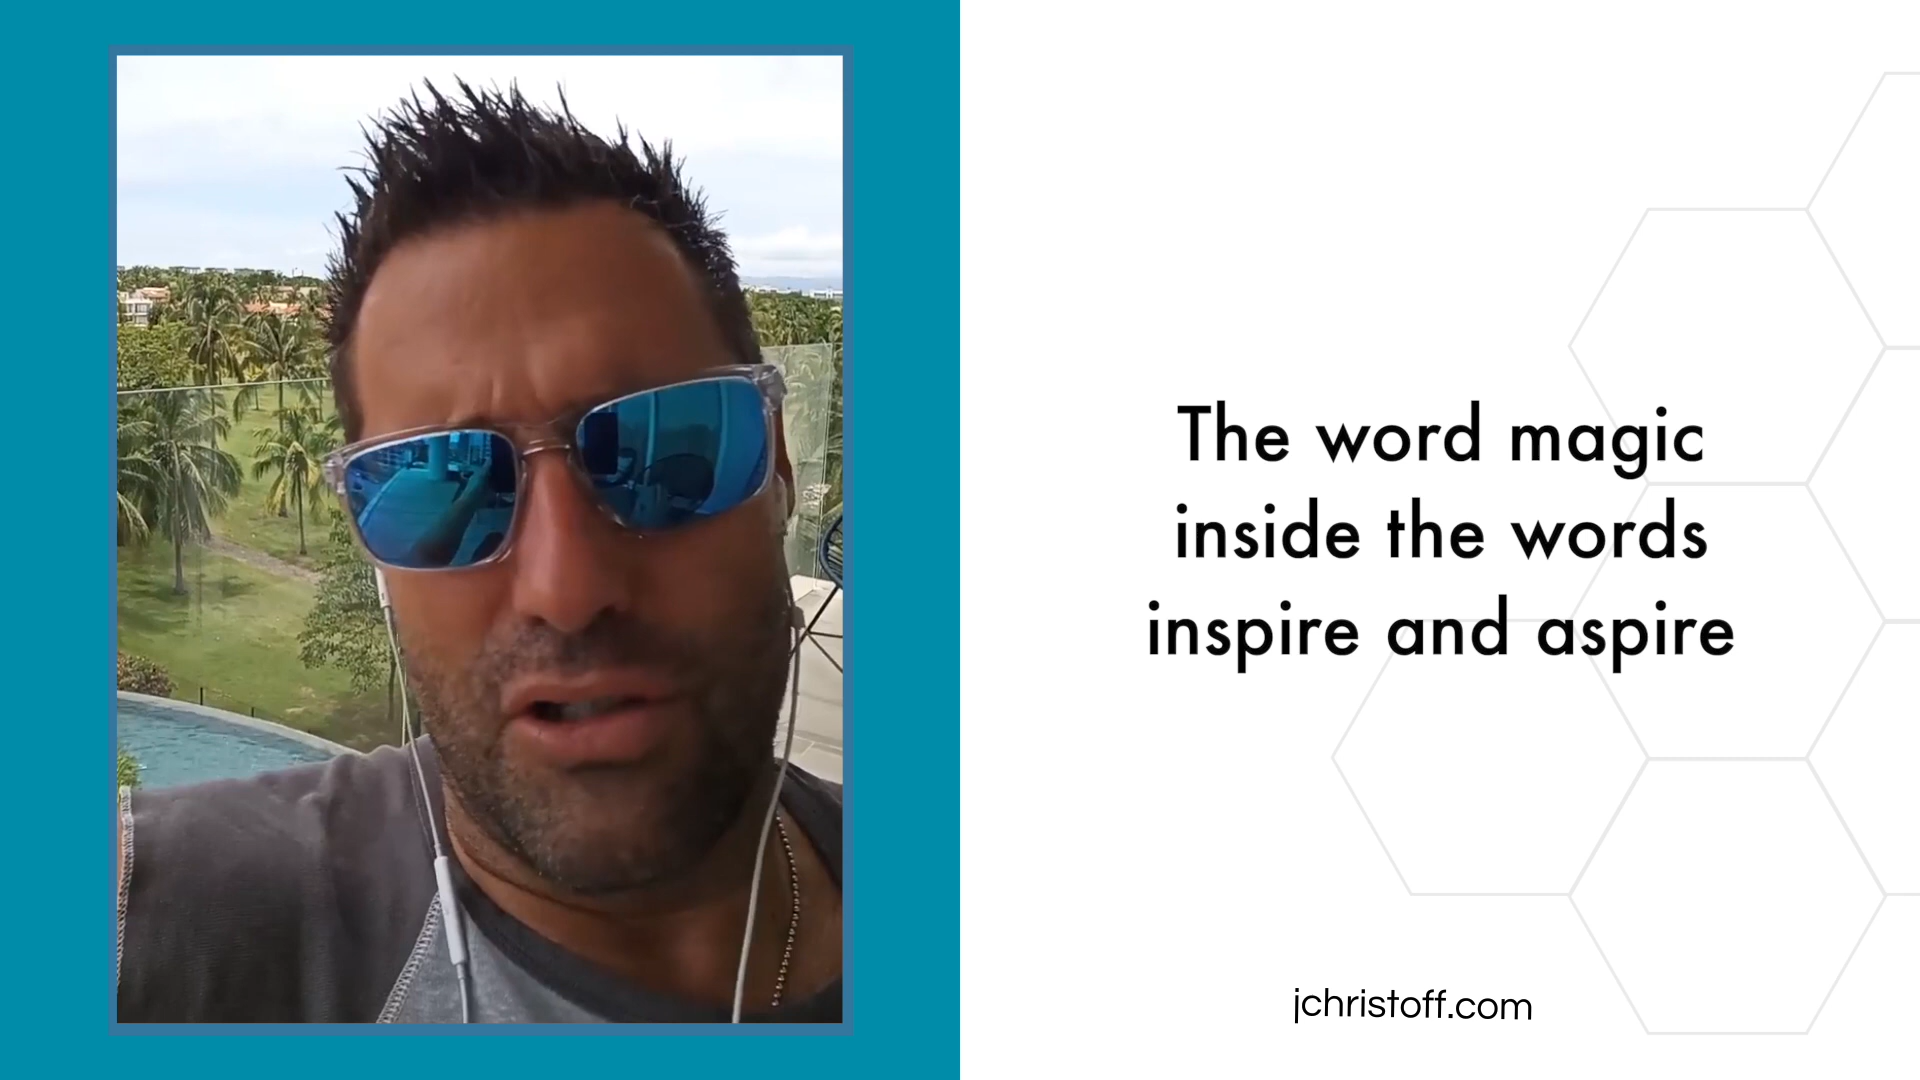 The word magic
inside the words
inspire and aspire
jchristoff.com